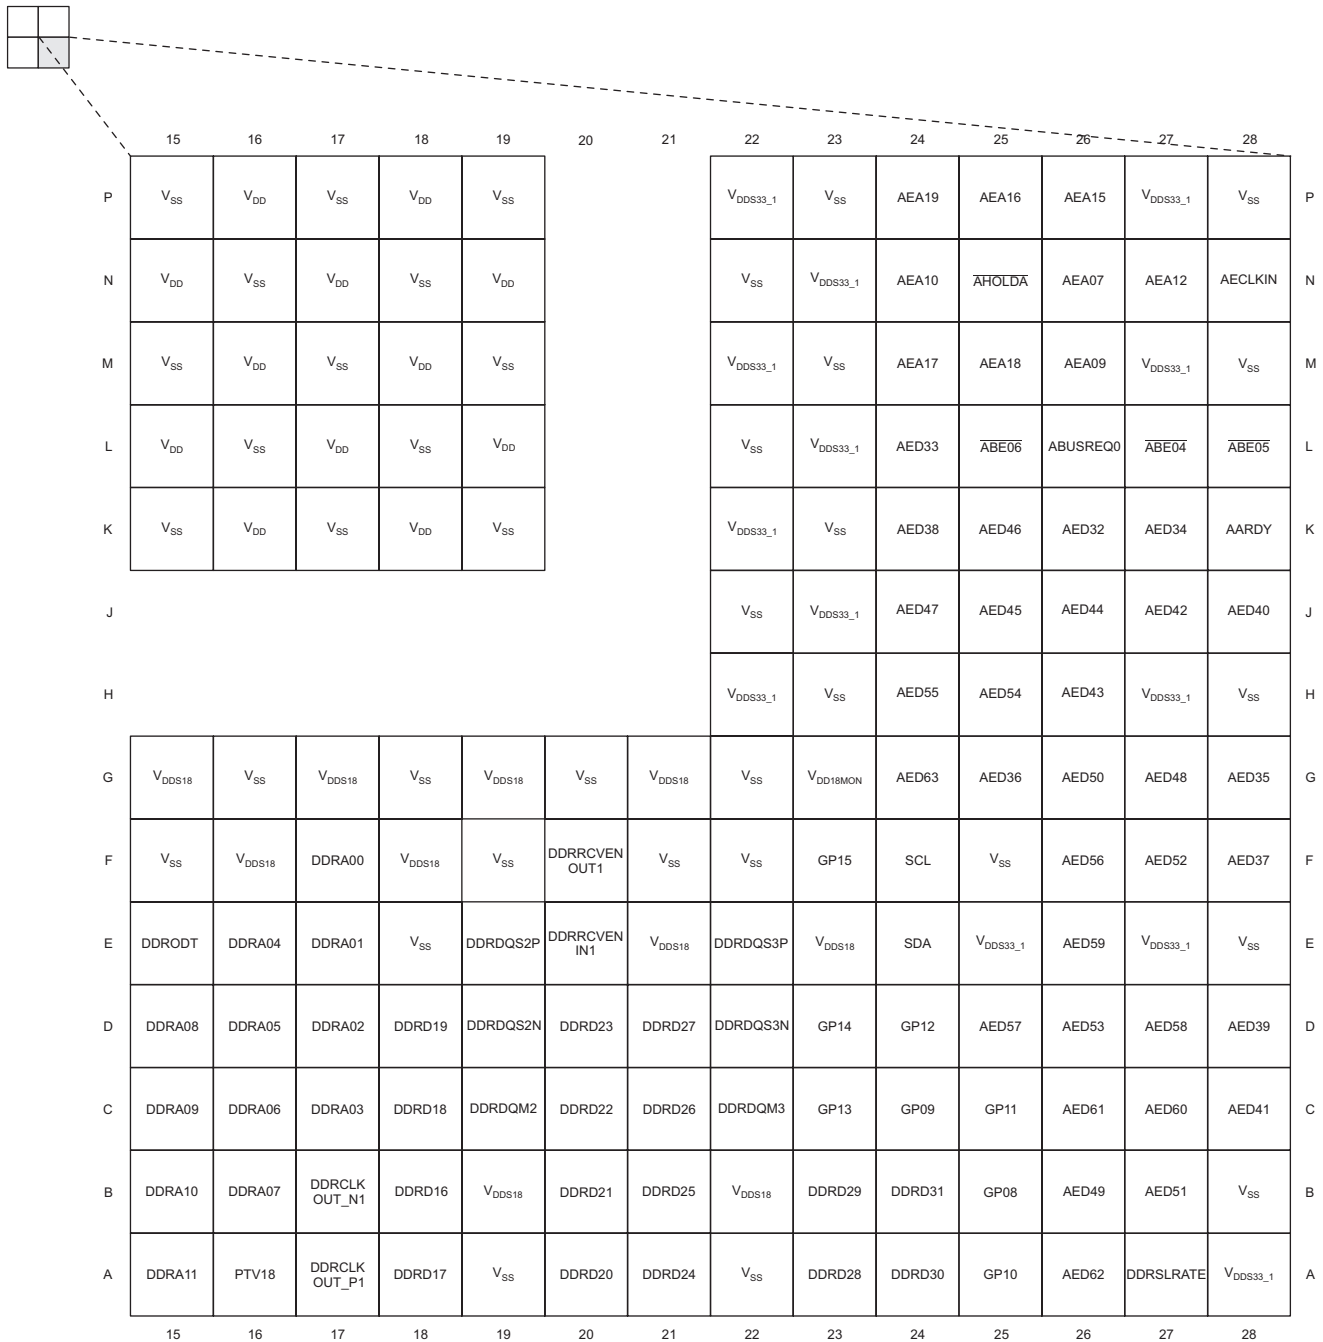 15 16 17 18 19 20 21 22 23 24 25 26 27 28
P VSS VDD VSS VDD VSS VDDS33_1 VSS AEA19 AEA16 AEA15 VDDS33_1 VSS P
N VDD VSS VDD VSS VDD VSS VDDS33_1 AEA10 AHOLDA AEA07 AEA12 AECLKIN N
M VSS VDD VSS VDD VSS VDDS33_1 VSS AEA17 AEA18 AEA09 VDDS33_1 VSS M
L VDD VSS VDD VSS VDD VSS VDDS33_1 AED33 ABE06 ABUSREQ0 ABE04 ABE05 L
K VSS VDD VSS VDD VSS VDDS33_1 VSS AED38 AED46 AED32 AED34 AARDY K
J VSS VDDS33_1 AED47 AED45 AED44 AED42 AED40 J
H VDDS33_1 VSS AED55 AED54 AED43 VDDS33_1 VSS H
G VDDS18 VSS VDDS18 VSS VDDS18 VSS VDDS18 VSS VDD18MON AED63 AED36 AED50 AED48 AED35 G
F VSS VDDS18 DDRA00 VDDS18 VSS DDRRCVEN OUT1 VSS VSS GP15 SCL VSS AED56 AED52 AED37 F
E DDRODT DDRA04 DDRA01 VSS DDRDQS2P DDRRCVEN IN1 VDDS18 DDRDQS3P VDDS18 SDA VDDS33_1 AED59 VDDS33_1 VSS E
D DDRA08 DDRA05 DDRA02 DDRD19 DDRDQS2N DDRD23 DDRD27 DDRDQS3N GP14 GP12 AED57 AED53 AED58 AED39 D
C DDRA09 DDRA06 DDRA03 DDRD18 DDRDQM2 DDRD22 DDRD26 DDRDQM3 GP13 GP09 GP11 AED61 AED60 AED41 C
B DDRA10 DDRA07 DDRCLK OUT_N1 DDRD16 VDDS18 DDRD21 DDRD25 VDDS18 DDRD29 DDRD31 GP08 AED49 AED51 VSS B
A DDRA11 PTV18 DDRCLK OUT_P1 DDRD17 VSS DDRD20 DDRD24 VSS DDRD28 DDRD30 GP10 AED62 DDRSLRATE VDDS33_1 A
15 16 17 18 19 20 21 22 23 24 25 26 27 28